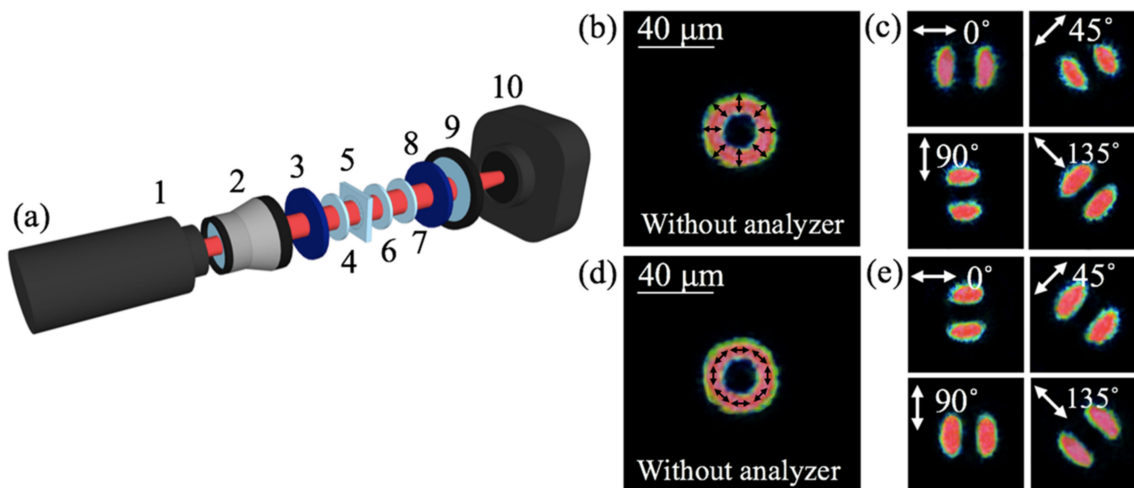 (a)
1
2
3
4
5
6
7
8
9
10
(b)
40 μm
Without analyzer
(c)
0°
45°
90°
135°
(d)
40 μm
Without analyzer
(e)
0°
45°
90°
135°